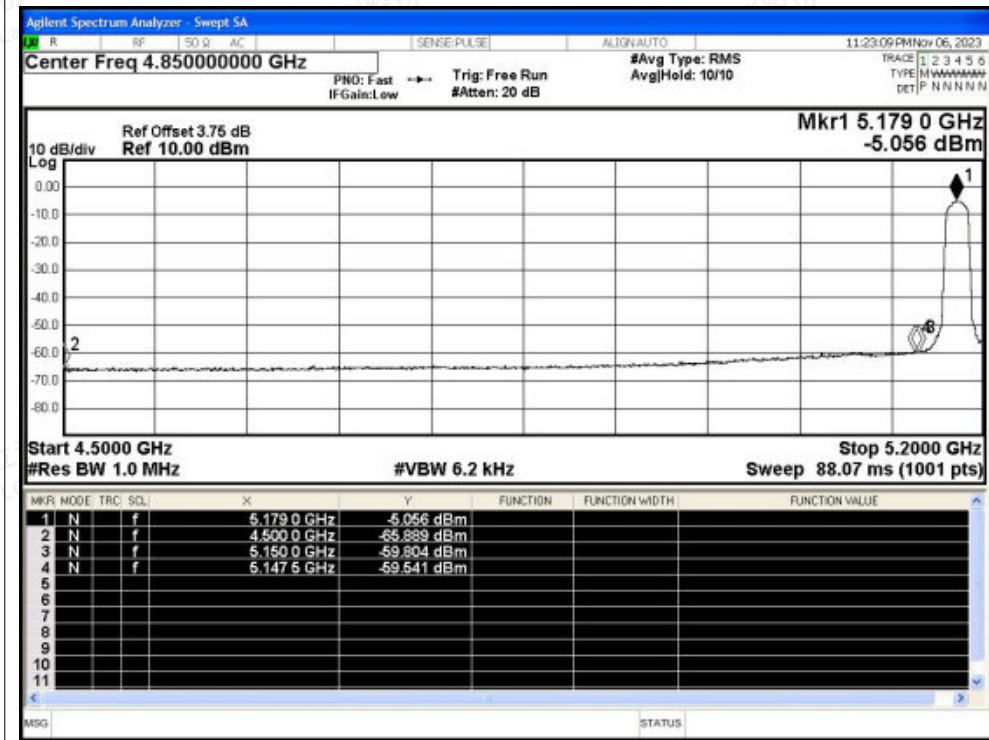 Agilent Spectrum Analyzer - Swept SA
R RF 50 Ω AC SENSE:PULSE ALIGN AUTO 11:23:09 PM Nov 06, 2023
Center Freq 4.850000000 GHz
PNO: Fast
IFGain:Low
Trig: Free Run
#Atten: 20 dB
#Avg Type: RMS
Avg|Hold: 10/10
TRACE 1 2 3 4 5 6
TYPE M W W W W W
DET P N N N N N
Mkr1 5.179 0 GHz
-5.056 dBm
Ref Offset 3.75 dB
10 dB/div Ref 10.00 dBm
Log
0.00
-10.0
-20.0
-30.0
-40.0
-50.0
-60.0
-70.0
-80.0
1
2
Start 4.5000 GHz Stop 5.2000 GHz
#Res BW 1.0 MHz #VBW 6.2 kHz Sweep 88.07 ms (1001 pts)
MKR MODE TRC SCL X Y FUNCTION FUNCTION WIDTH FUNCTION VALUE
1 N f 5.179 0 GHz -5.056 dBm
2 N f 4.500 0 GHz -65.889 dBm
3 N f 5.150 0 GHz -59.804 dBm
4 N f 5.147 5 GHz -59.541 dBm
5
6
7
8
9
10
11
MSG STATUS